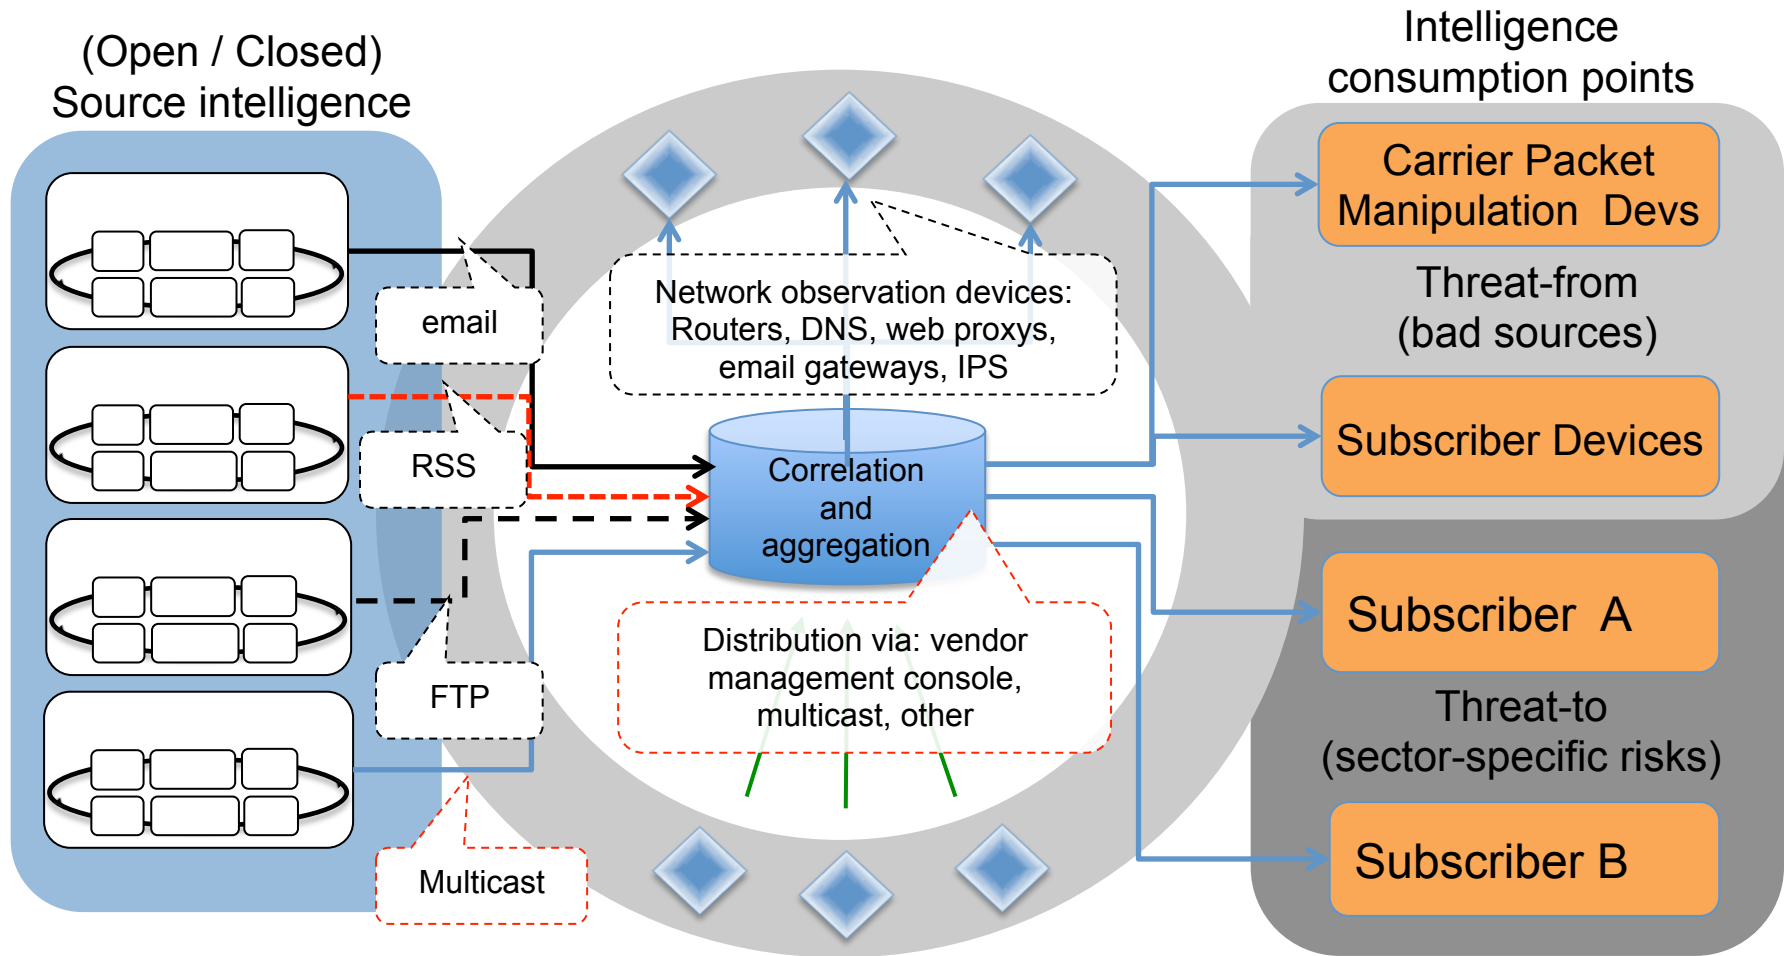 (Open / Closed)
Source intelligence
email
RSS
FTP
Multicast
Network observation devices:
Routers, DNS, web proxys,
email gateways, IPS
Correlation
and
aggregation
Distribution via: vendor
management console,
multicast, other
Intelligence
consumption points
Carrier Packet
Manipulation Devs
Threat-from
(bad sources)
Subscriber Devices
Subscriber A
Threat-to
(sector-specific risks)
Subscriber B